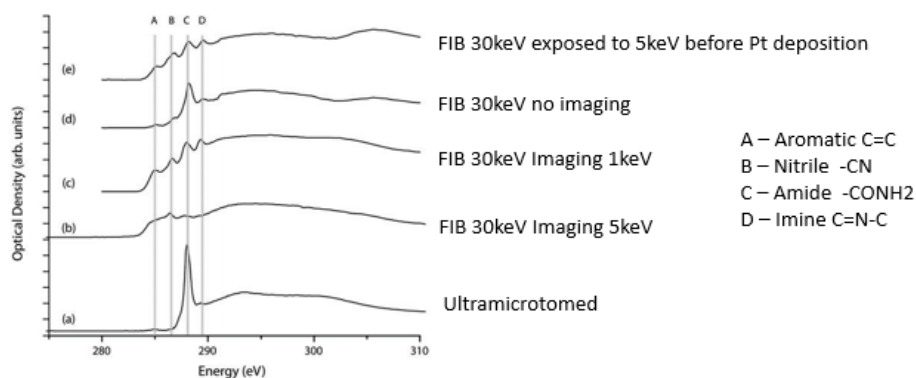 A B C D
FIB 30keV exposed to 5keV before Pt deposition
(e)
FIB 30keV no imaging
(d)
A – Aromatic C=C
B – Nitrile -CN
C – Amide -CONH2
D – Imine C=N-C
FIB 30keV Imaging 1keV
(c)
FIB 30keV Imaging 5keV
(b)
Ultramicrotomed
(a)
Optical Density (arb. units)
280 290 300 310
Energy (eV)